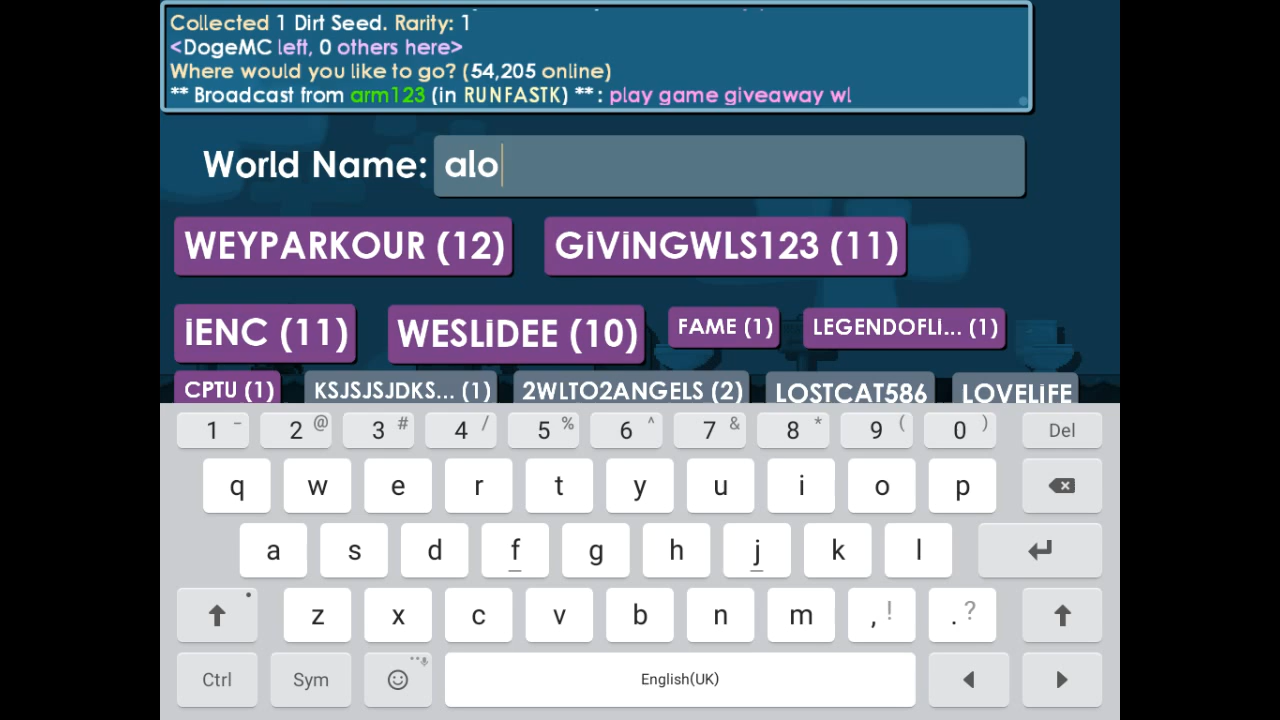 Collected 1 Dirt Seed. Rarity: 1
<DogeMC left, 0 others here>
Where would you like to go? (54,205 online)
** Broadcast from arm123 (in RUNFASTK) ** : play game giveaway wl
World Name: alo
WEYPARKOUR (12) GiViNGWLS123 (11)
iENC (11) WESLiDEE (10) FAME (1) LEGENDOFLi... (1)
CPTU (1) KSJSJSJDKS... (1) 2WLTO2ANGELS (2) LOSTCAT586 LOVELiFE
1 - 2 @ 3 # 4 / 5 % 6 ^ 7 & 8 * 9 ( 0 ) Del
q w e r t y u i o p
a s d f g h j k l
z x c v b n m , ! . ?
Ctrl Sym English(UK)